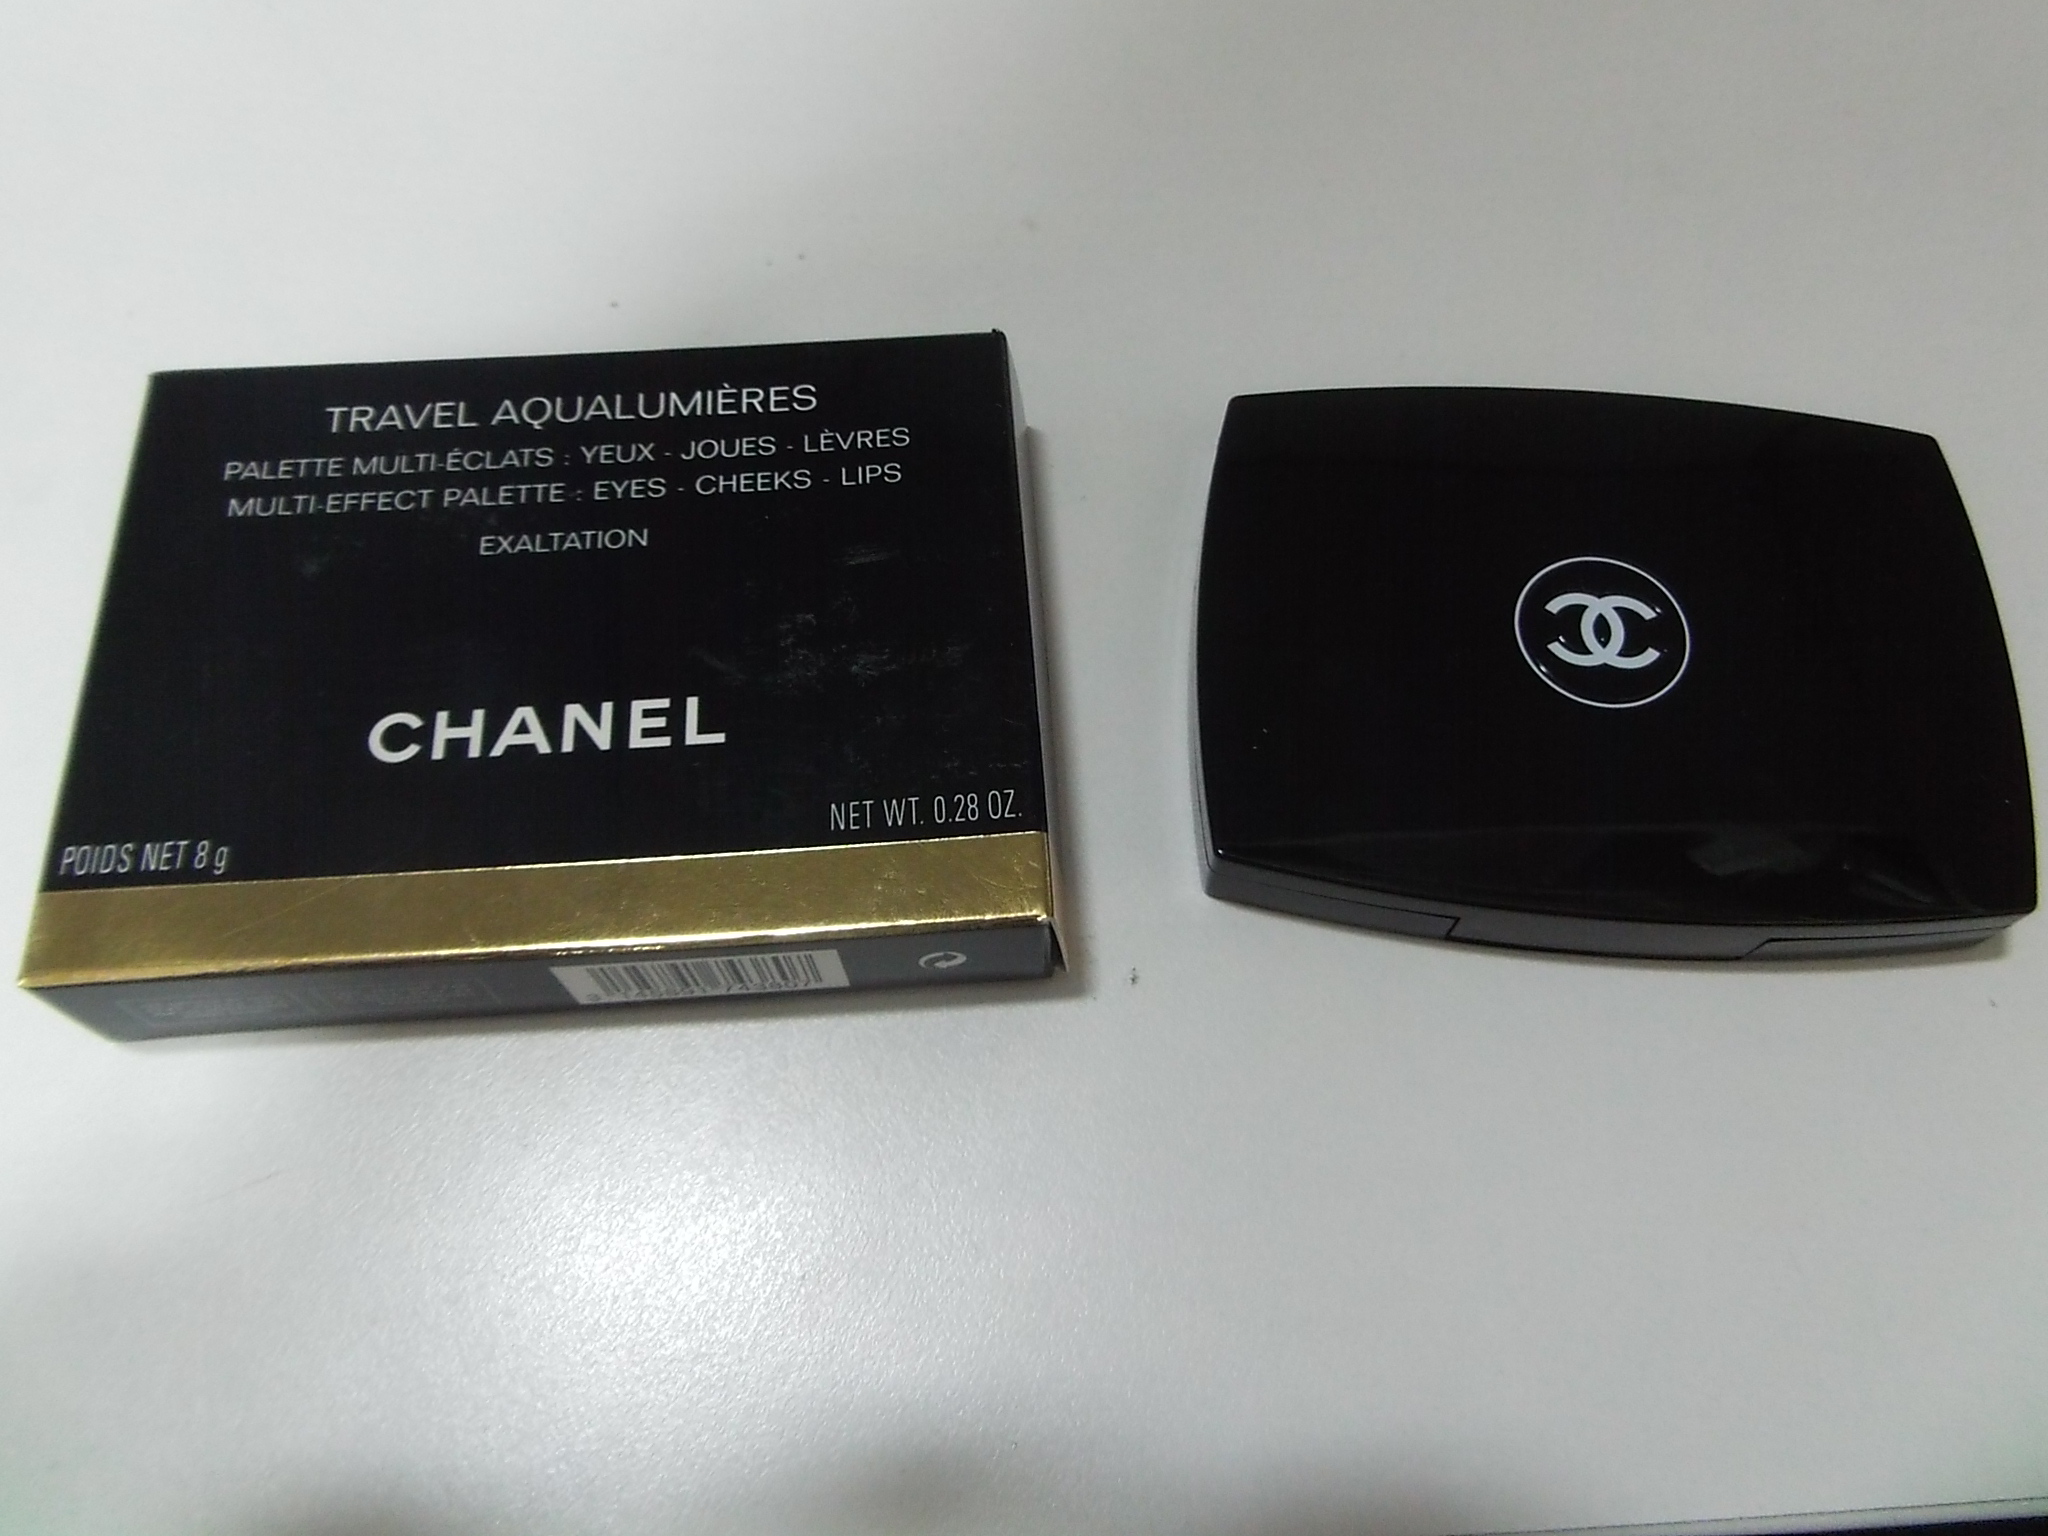 TRAVEL AQUALUMIÈRES
PALETTE MULTI-ÉCLATS : YEUX - JOUES - LÈVRES
MULTI-EFFECT PALETTE : EYES - CHEEKS - LIPS
EXALTATION
CHANEL
NET WT. 0.28 OZ.
POIDS NET 8 g